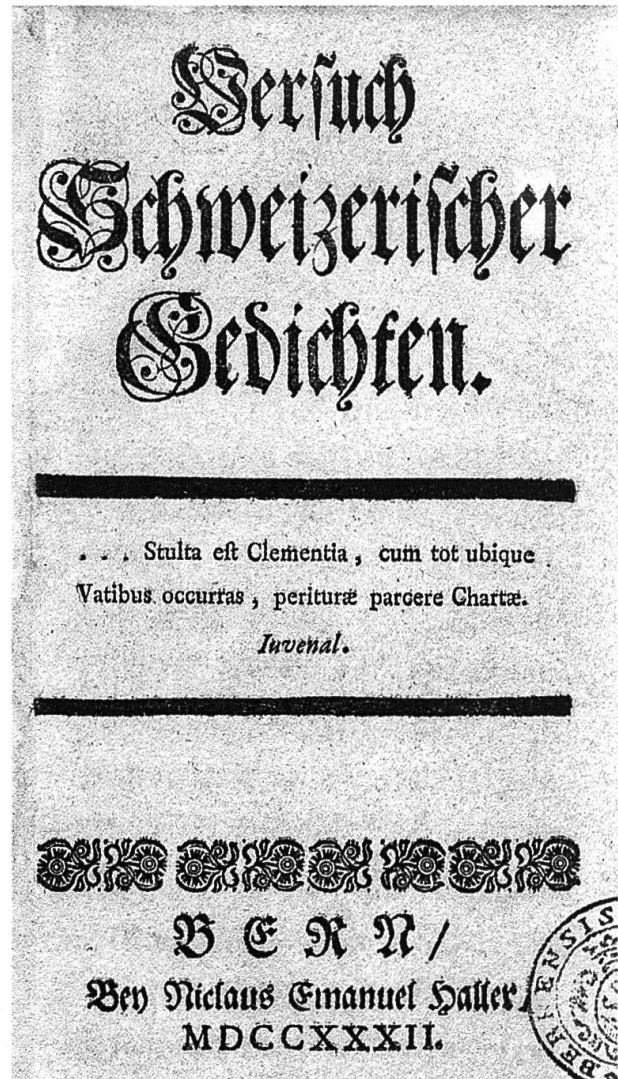 Versuch
Schweizerischer
Gedichten.
. . . Stulta eſt Clementia, cum tot ubique
Vatibus occurras, perituræ parcere Chartæ.
Iuvenal.
BERN/
Bey Niclaus Emanuel Haller,
MDCCXXXII.